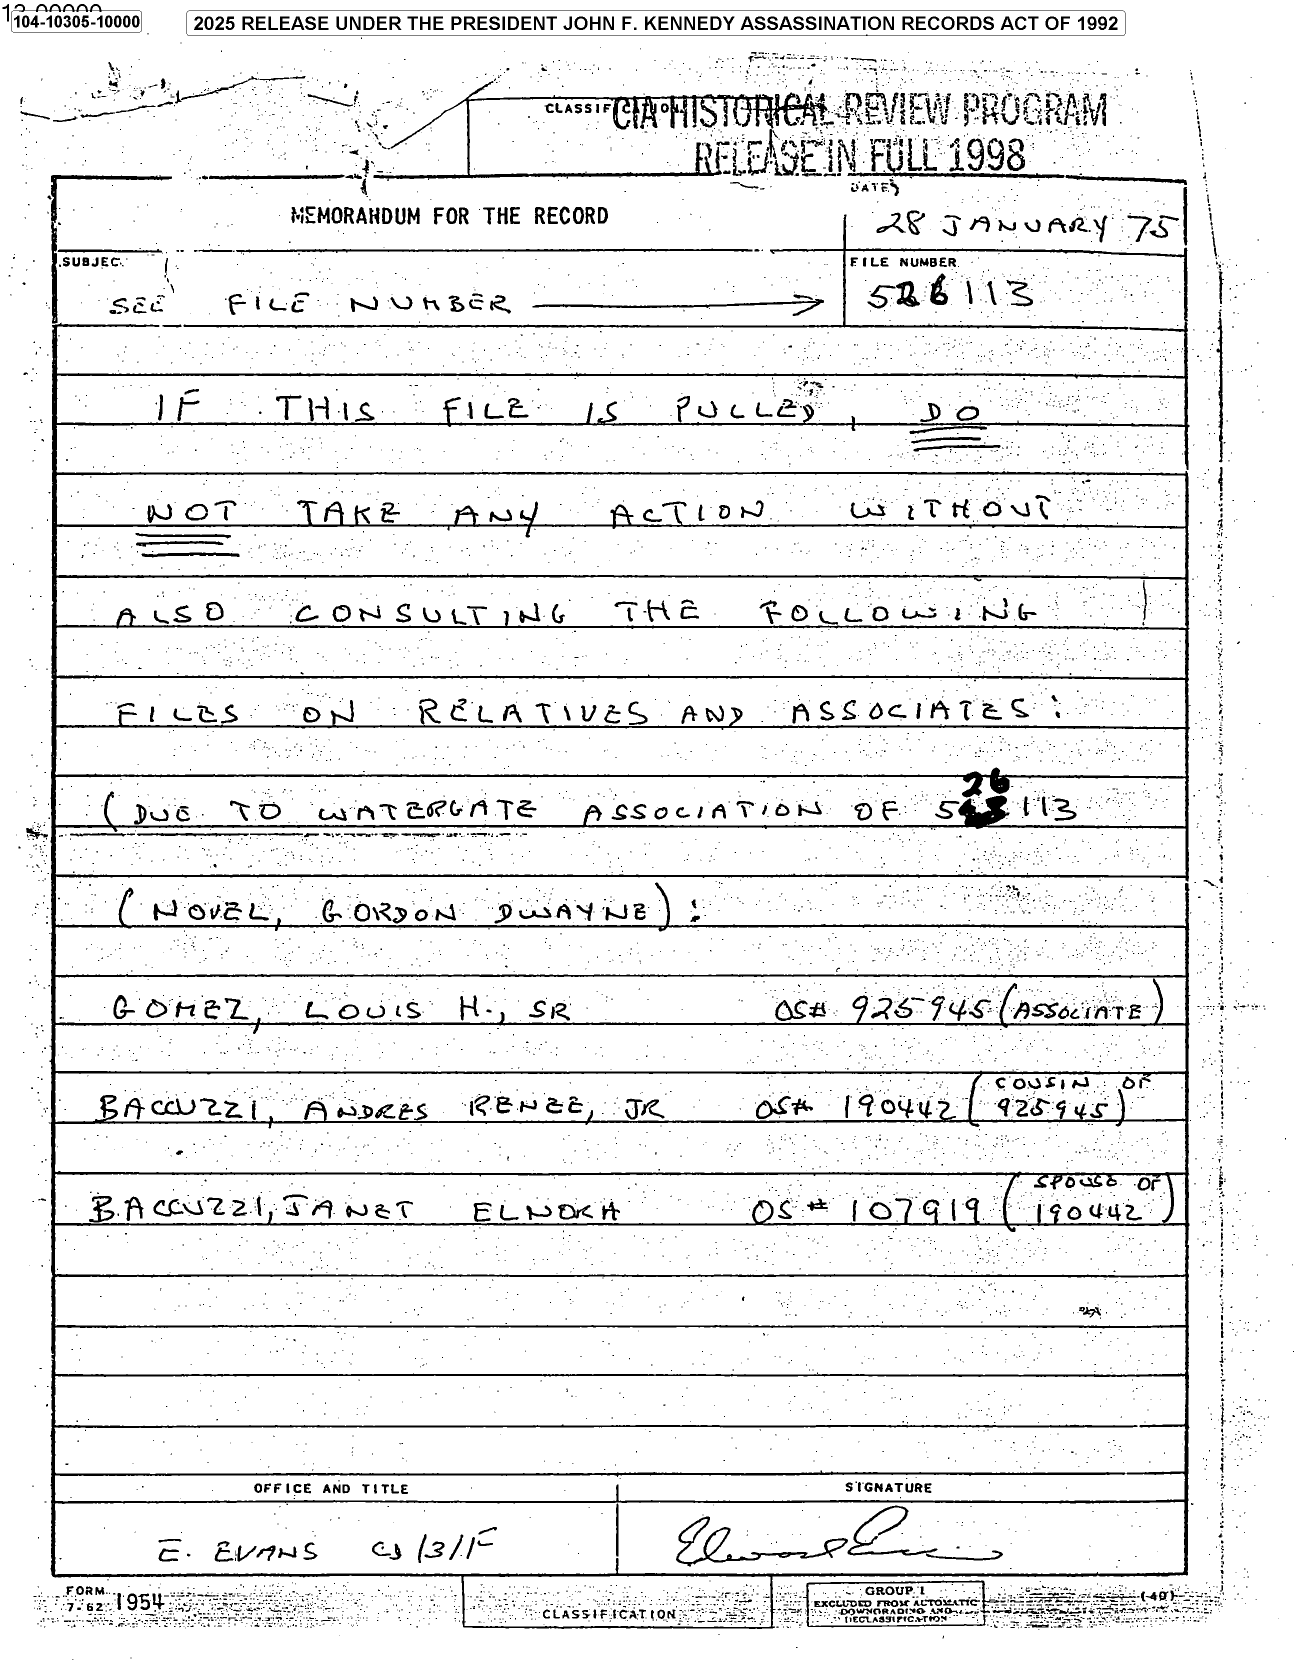 13-00000
104-10305-10000
2025 RELEASE UNDER THE PRESIDENT JOHN F. KENNEDY ASSASSINATION RECORDS ACT OF 1992
CLASSIFICATION
CIA HISTORICAL REVIEW PROGRAM
RELEASE IN FULL 1998
MEMORANDUM FOR THE RECORD
DATE
28 JANUARY 75
SUBJEC
FILE NUMBER
SEE FILE NUMBER
526113
IF THIS FILE IS PULLED, DO
NOT TAKE ANY ACTION WITHOUT
ALSO CONSULTING THE FOLLOWING
FILES ON RELATIVES AND ASSOCIATES:
(DUE TO WATERGATE ASSOCIATION OF 526113
(NOVEL, GORDON DWAYNE):
GOMEZ, LOUIS H., SR OS# 925945 (ASSOCIATE)
BACCUZZI, ANDRES RENEE, JR OS# 190442 (COUSIN OF 925945)
BACCUZZI, JANET ELNORA OS# 107919 (SPOUSE OF 190442)
OFFICE AND TITLE
SIGNATURE
E. EVANS
FORM
7-62 1954
CLASSIFICATION
GROUP 1
EXCLUDED FROM AUTOMATIC
DOWNGRADING AND
DECLASSIFICATION
(40)